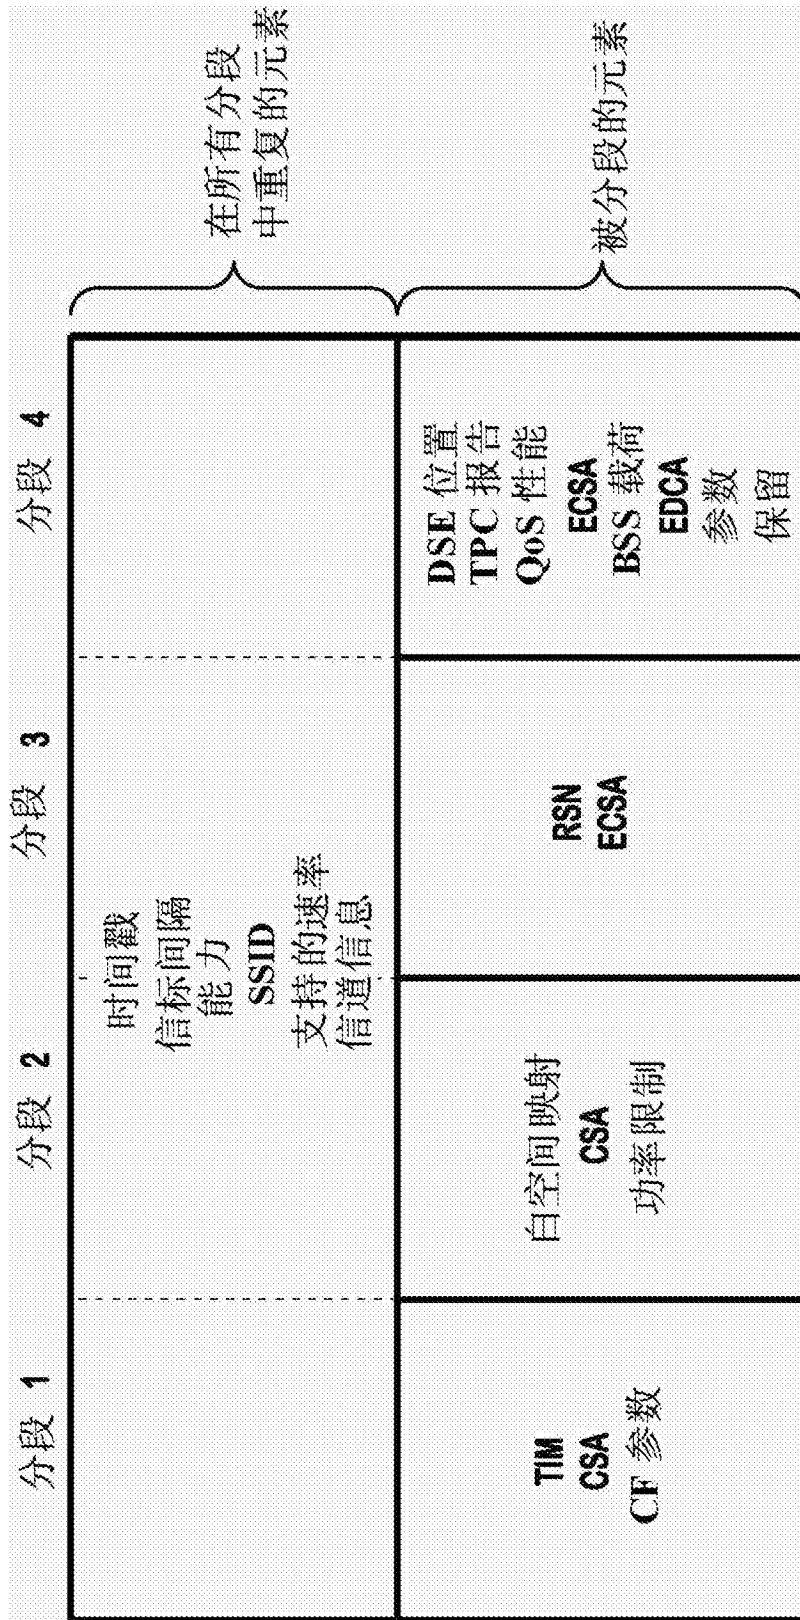 分段 1
分段 2
分段 3
分段 4
时间戳
信标间隔
能力
SSID
支持的速率
信道信息
在所有分段
中重复的元素
TIM
CSA
CF 参数
白空间映射
CSA
功率限制
RSN
ECSA
DSE 位置
TPC 报告
QoS 性能
ECSA
BSS 载荷
EDCA
参数
保留
被分段的元素